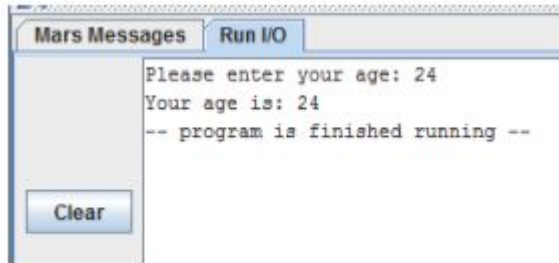 Mars Messages Run I/O
Please enter your age: 24
Your age is: 24
-- program is finished running --
Clear